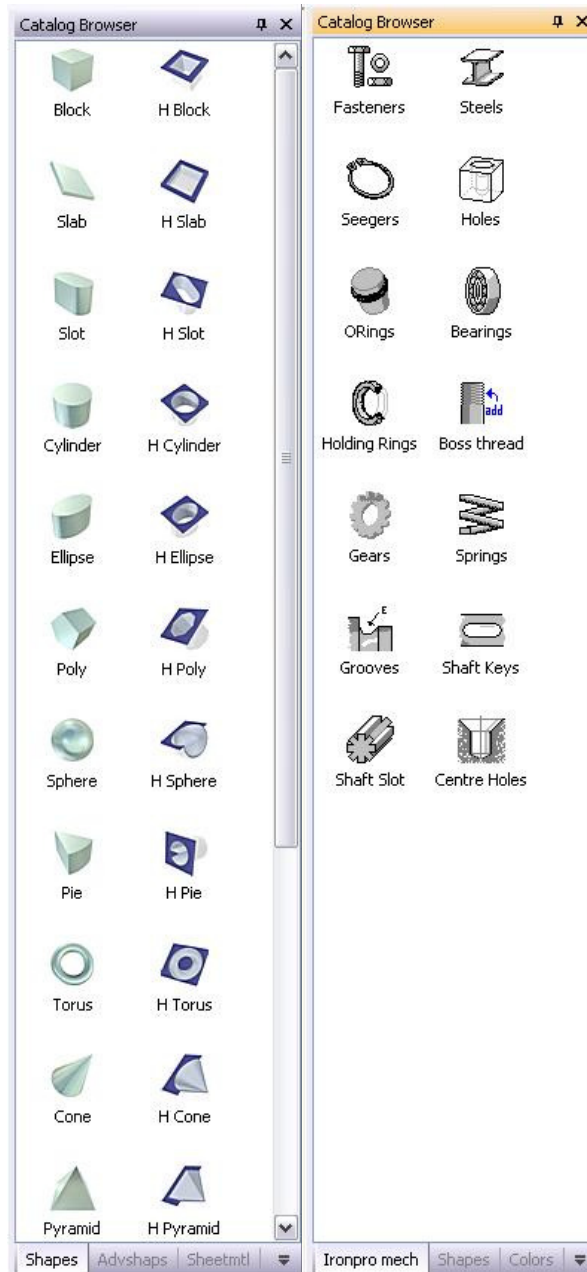 Catalog Browser
Block H Block
Slab H Slab
Slot H Slot
Cylinder H Cylinder
Ellipse H Ellipse
Poly H Poly
Sphere H Sphere
Pie H Pie
Torus H Torus
Cone H Cone
Pyramid H Pyramid
Shapes Advshaps Sheetmtl
Catalog Browser
Fasteners Steels
Seegers Holes
ORings Bearings
add
Holding Rings Boss thread
Gears Springs
E
Grooves Shaft Keys
Shaft Slot Centre Holes
Ironpro mech Shapes Colors